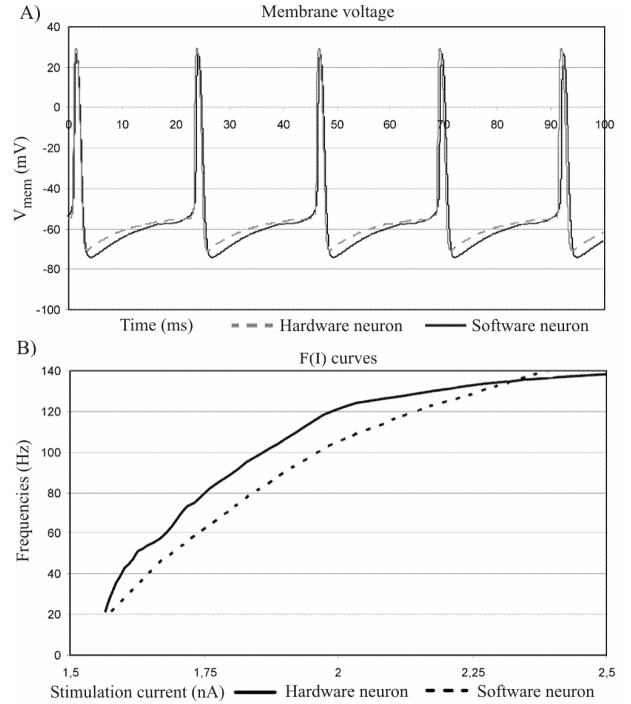 A)
Membrane voltage
40
20
0
-20
-40
-60
-80
-100
0 10 20 30 40 50 60 70 80 90 100
Vmem (mV)
Time (ms) Hardware neuron Software neuron
B)
F(I) curves
140
120
100
80
60
40
20
0
Frequencies (Hz)
1,5 1,75 2 2,25 2,5
Stimulation current (nA) Hardware neuron Software neuron